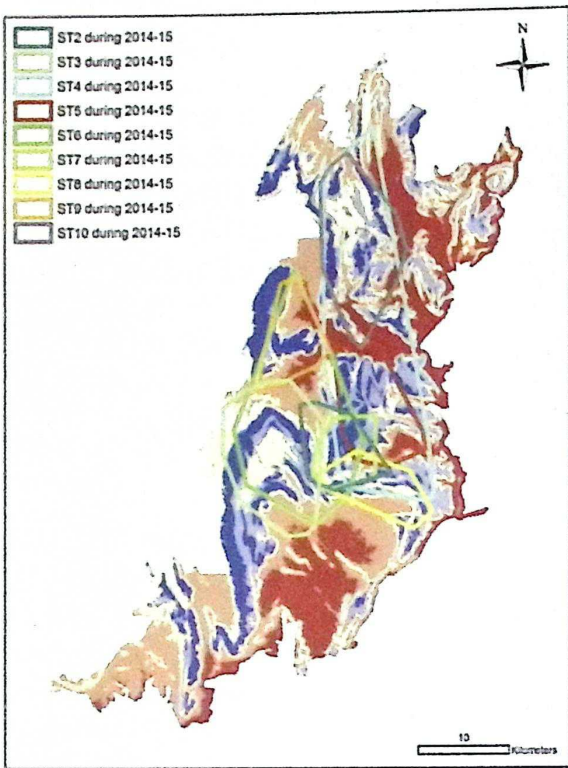 ST2 during 2014-15
ST3 during 2014-15
ST4 during 2014-15
ST5 during 2014-15
ST6 during 2014-15
ST7 during 2014-15
ST8 during 2014-15
ST9 during 2014-15
ST10 during 2014-15
N
10
Kilometers